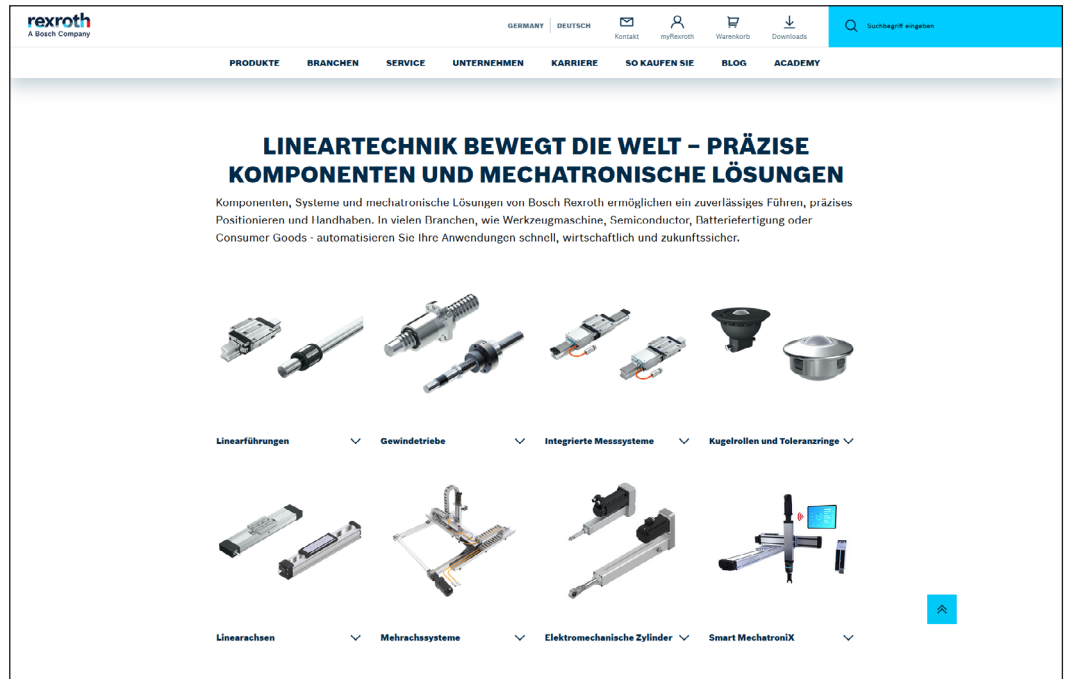 rexroth
A Bosch Company
GERMANY DEUTSCH
Kontakt
myRexroth
Warenkorb
Downloads
Suchbegriff eingeben
PRODUKTE BRANCHEN SERVICE UNTERNEHMEN KARRIERE SO KAUFEN SIE BLOG ACADEMY
LINEARTECHNIK BEWEGT DIE WELT – PRÄZISE
KOMPONENTEN UND MECHATRONISCHE LÖSUNGEN
Komponenten, Systeme und mechatronische Lösungen von Bosch Rexroth ermöglichen ein zuverlässiges Führen, präzises
Positionieren und Handhaben. In vielen Branchen, wie Werkzeugmaschine, Semiconductor, Batteriefertigung oder
Consumer Goods - automatisieren Sie Ihre Anwendungen schnell, wirtschaftlich und zukunftssicher.
Linearführungen
Gewindetriebe
Integrierte Messsysteme
Kugelrollen und Toleranzringe
Linearachsen
Mehrachssysteme
Elektromechanische Zylinder
Smart MechatroniX